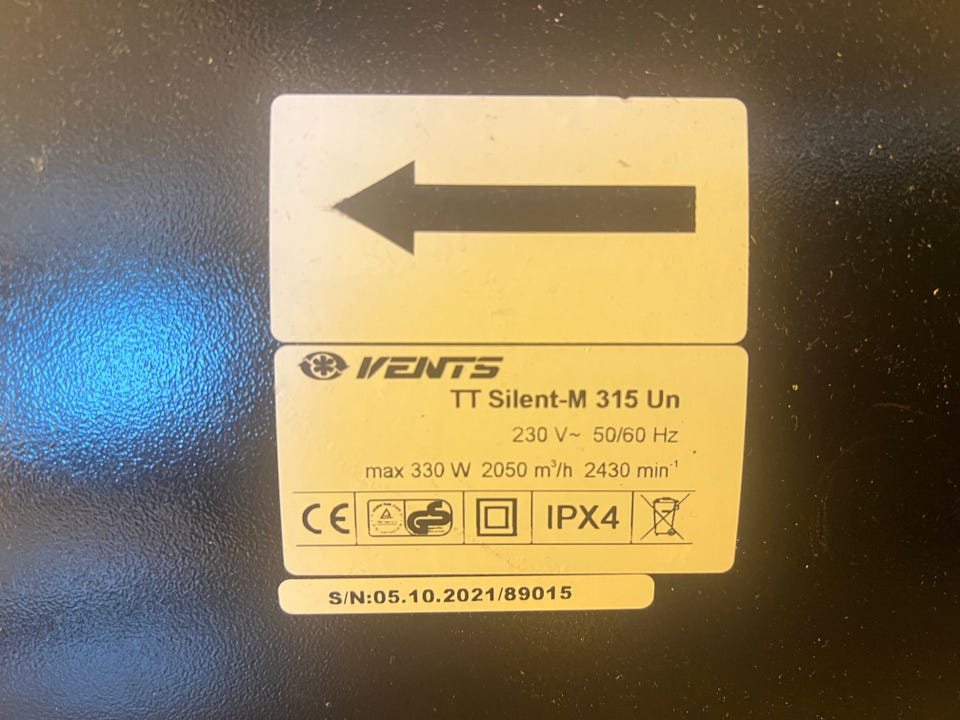 VENTS
TT Silent-M 315 Un
230 V~ 50/60 Hz
max 330 W 2050 m³/h 2430 min⁻¹
CE GS IPX4
S/N:05.10.2021/89015